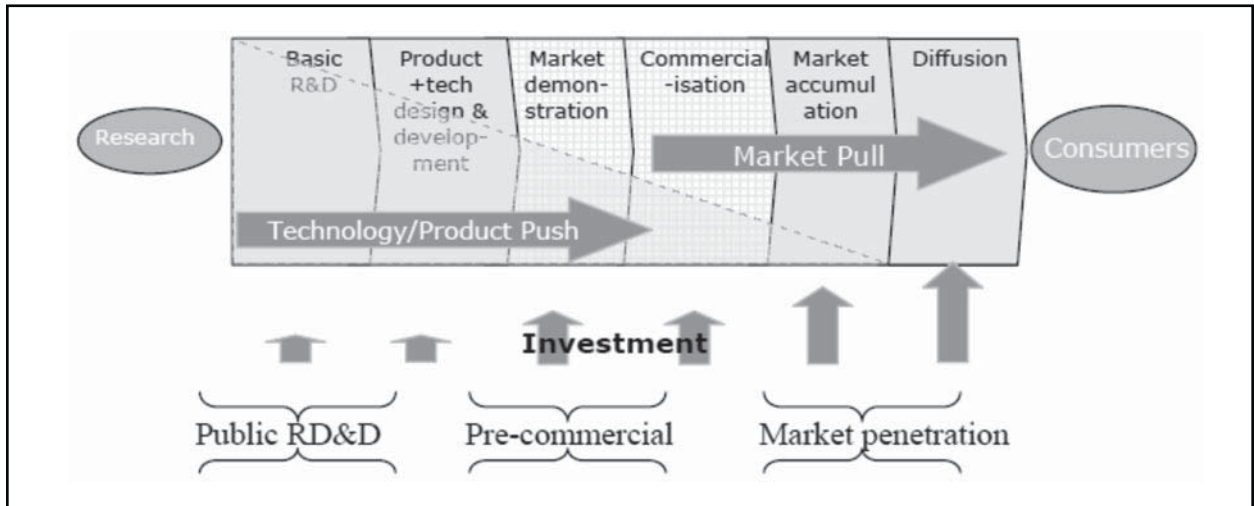 Research
Basic
R&D
Product
+tech
design &
develop-
ment
Market
demon-
stration
Commercial
-isation
Market
accumul
ation
Diffusion
Market Pull
Consumers
Technology/Product Push
Investment
Public RD&D
Pre-commercial
Market penetration